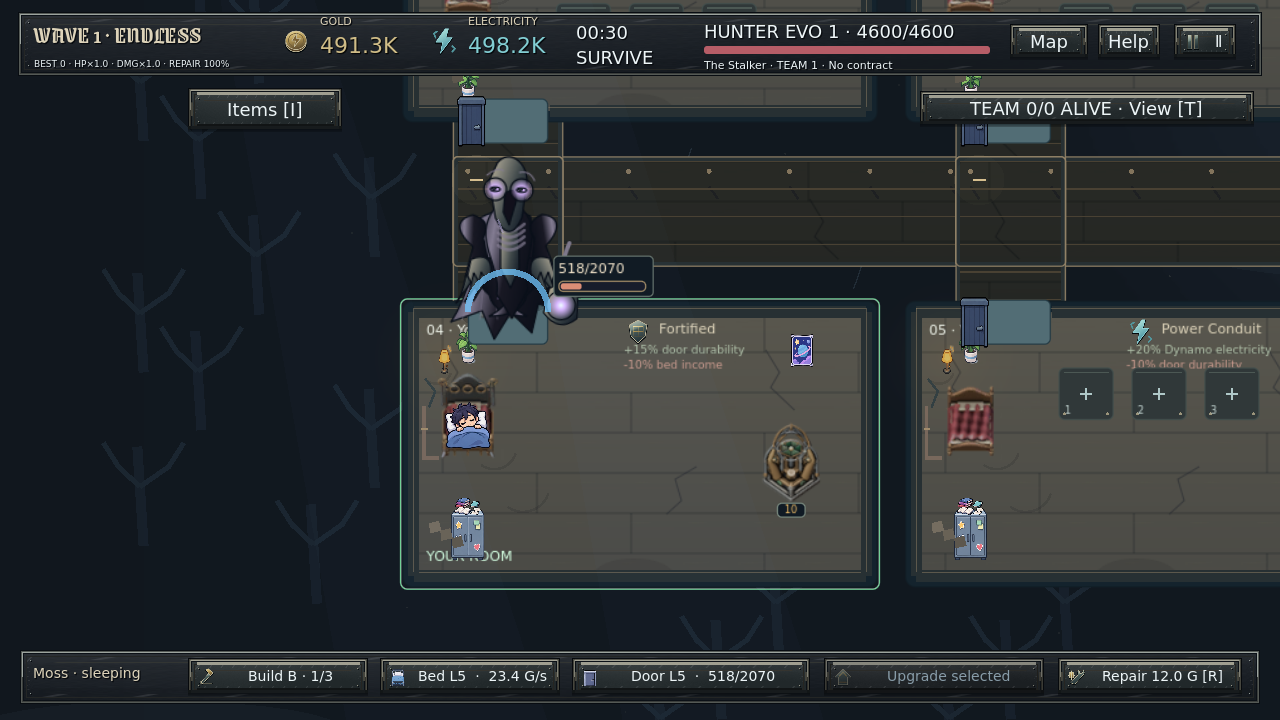 WAVE 1 · ENDLESS
BEST 0 · HP×1.0 · DMG×1.0 · REPAIR 100%
GOLD
491.3K
ELECTRICITY
498.2K
00:30
SURVIVE
HUNTER EVO 1 · 4600/4600
The Stalker · TEAM 1 · No contract
Map
Help
II
Items [I]
TEAM 0/0 ALIVE · View [T]
518/2070
04 ·
Fortified
+15% door durability
-10% bed income
10
YOUR ROOM
05 ·
Power Conduit
+20% Dynamo electricity
-10% door durability
+
1
+
2
+
3
Moss · sleeping
Build B · 1/3
Bed L5 · 23.4 G/s
Door L5 · 518/2070
Upgrade selected
Repair 12.0 G [R]